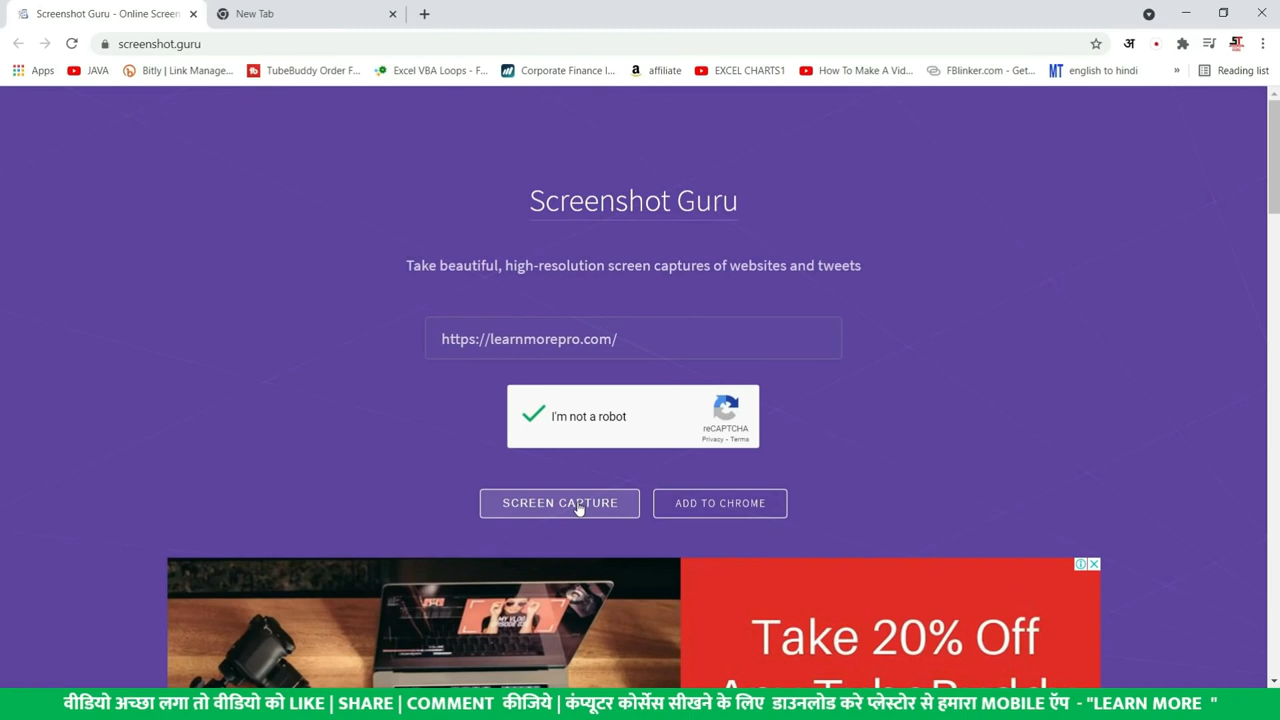 Screenshot Guru - Online Screen
New Tab
screenshot.guru
अ
Apps
JAVA
Bitly | Link Manage...
TubeBuddy Order F...
Excel VBA Loops - F...
Corporate Finance I...
affiliate
EXCEL CHARTS1
How To Make A Vid...
FBlinker.com - Get...
MT
english to hindi
»
Reading list
Screenshot Guru
Take beautiful, high-resolution screen captures of websites and tweets
https://learnmorepro.com/
I'm not a robot
reCAPTCHA
Privacy - Terms
SCREEN CAPTURE
ADD TO CHROME
Take 20% Off
वीडियो अच्छा लगा तो वीडियो को LIKE | SHARE | COMMENT कीजिये | कंप्यूटर कोर्सेस सीखने के लिए डाउनलोड करे प्लेस्टोर से हमारा MOBILE ऍप - "LEARN MORE "